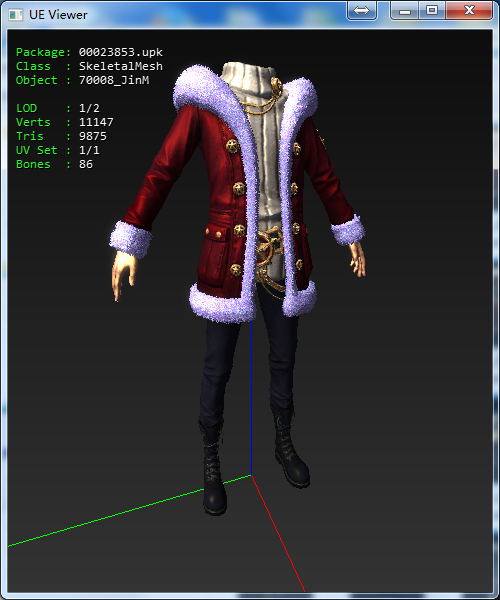 UE Viewer
Package: 00023853.upk
Class : SkeletalMesh
Object : 70008_JinM
LOD : 1/2
Verts : 11147
Tris : 9875
UV Set : 1/1
Bones : 86